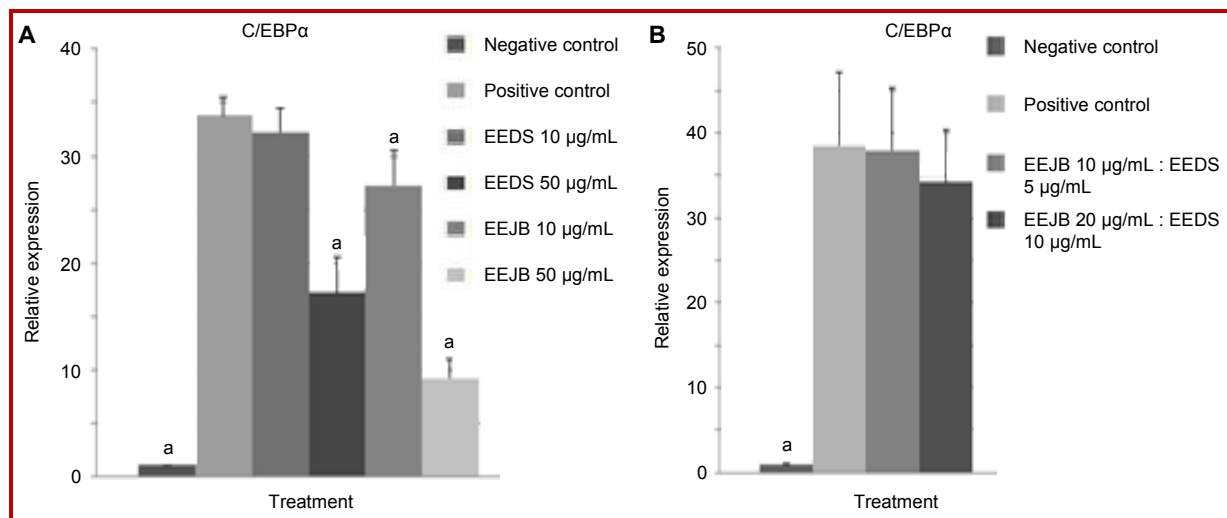 A
C/EBPα
40
30
20
10
0
Relative expression
a
a
a
a
Treatment
Negative control
Positive control
EEDS 10 µg/mL
EEDS 50 µg/mL
EEJB 10 µg/mL
EEJB 50 µg/mL
B
C/EBPα
50
40
30
20
10
0
Relative expression
a
Treatment
Negative control
Positive control
EEJB 10 µg/mL : EEDS
5 µg/mL
EEJB 20 µg/mL : EEDS
10 µg/mL